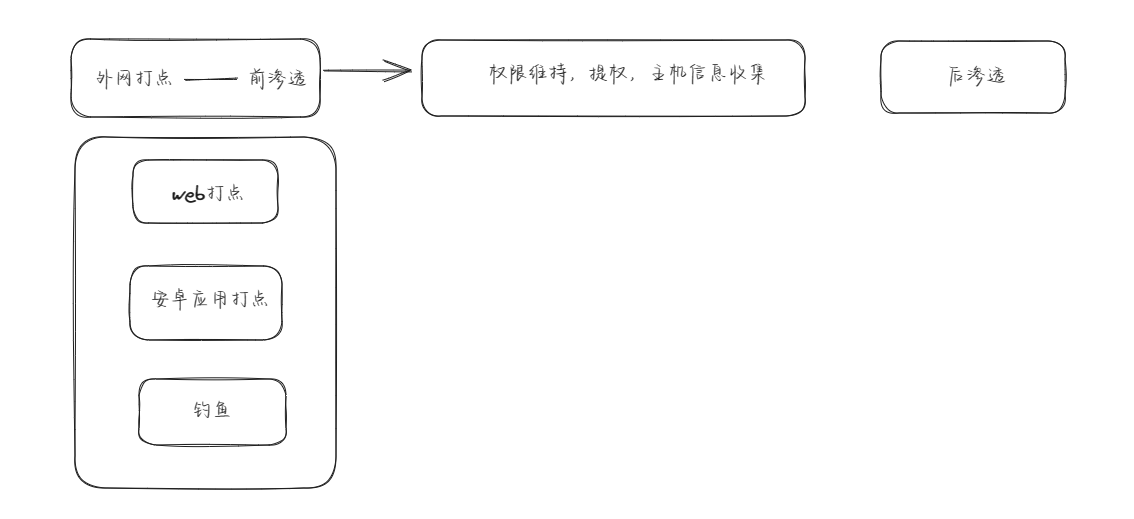 外网打点 —— 前渗透
权限维持，提权，主机信息收集
后渗透
web打点
安卓应用打点
钓鱼